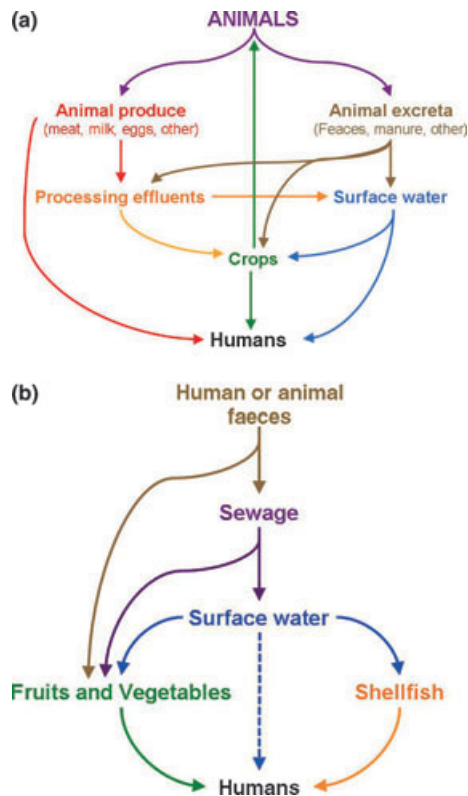 (a)
ANIMALS
Animal produce
(meat, milk, eggs, other)
Animal excreta
(Feaces, manure, other)
Processing effluents
Surface water
Crops
Humans
(b)
Human or animal
faeces
Sewage
Surface water
Fruits and Vegetables
Shellfish
Humans